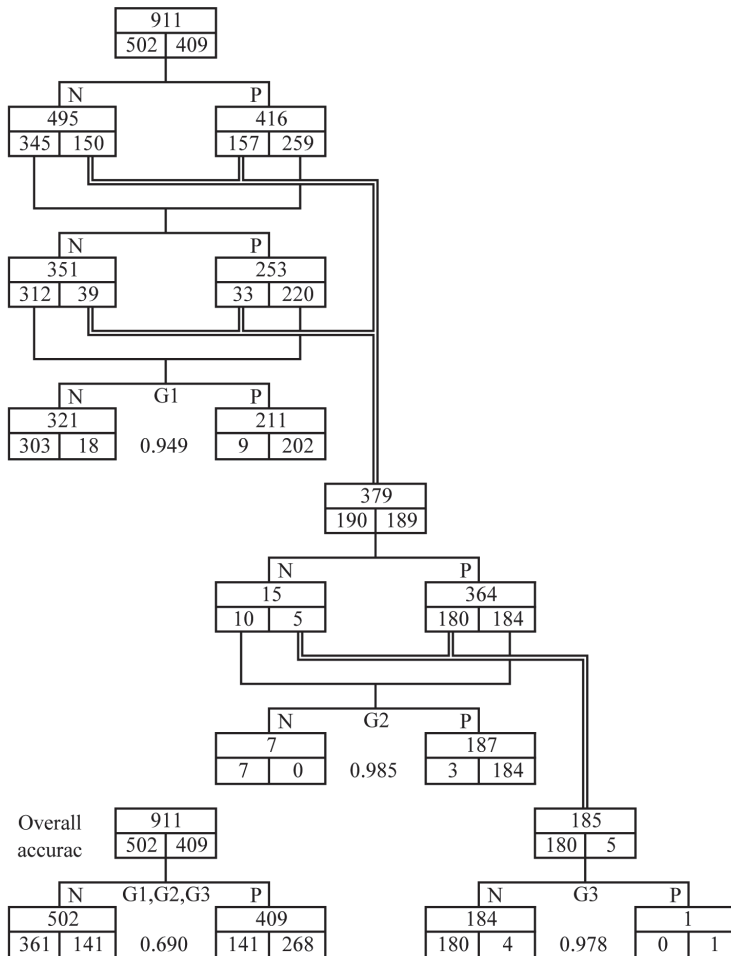 911
502 409
N P
495 416
345 150 157 259
N P
351 253
312 39 33 220
N G1 P
321 211
303 18 0.949 9 202
379
190 189
N P
15 364
10 5 180 184
N G2 P
7 187
7 0 0.985 3 184
Overall 911 185
accurac 502 409 180 5
N G1,G2,G3 P N G3 P
502 409 184 1
361 141 0.690 141 268 180 4 0.978 0 1